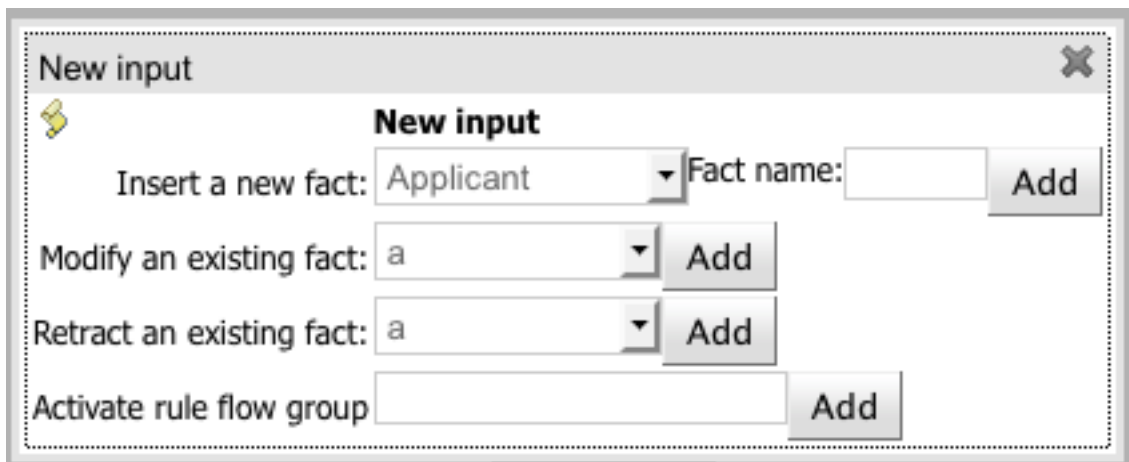 New input
New input
Insert a new fact: Applicant Fact name: Add
Modify an existing fact: a Add
Retract an existing fact: a Add
Activate rule flow group Add